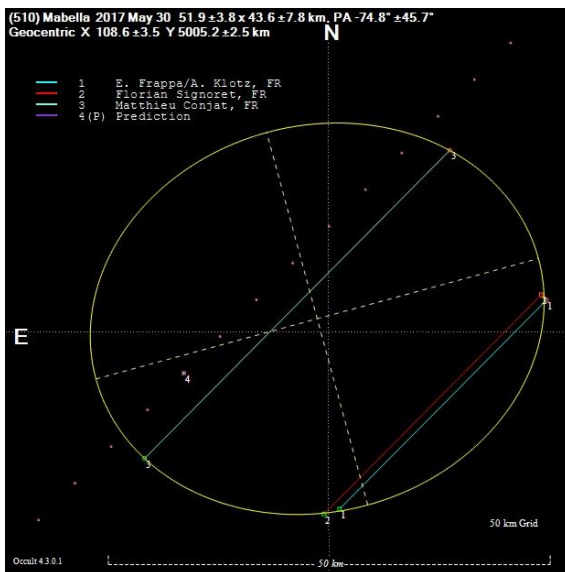 (510) Mabella 2017 May 30 51.9 ±3.8 x 43.6 ±7.8 km, PA -74.8° ±45.7°
Geocentric X 108.6 ±3.5 Y 5005.2 ±2.5 km
N
1 E. Frappa/A. Klotz, FR
2 Florian Signoret, FR
3 Matthieu Conjat, FR
4(P) Prediction
3
1
E
4
3
2 1
50 km Grid
Occult 4.3.0.1
50 km